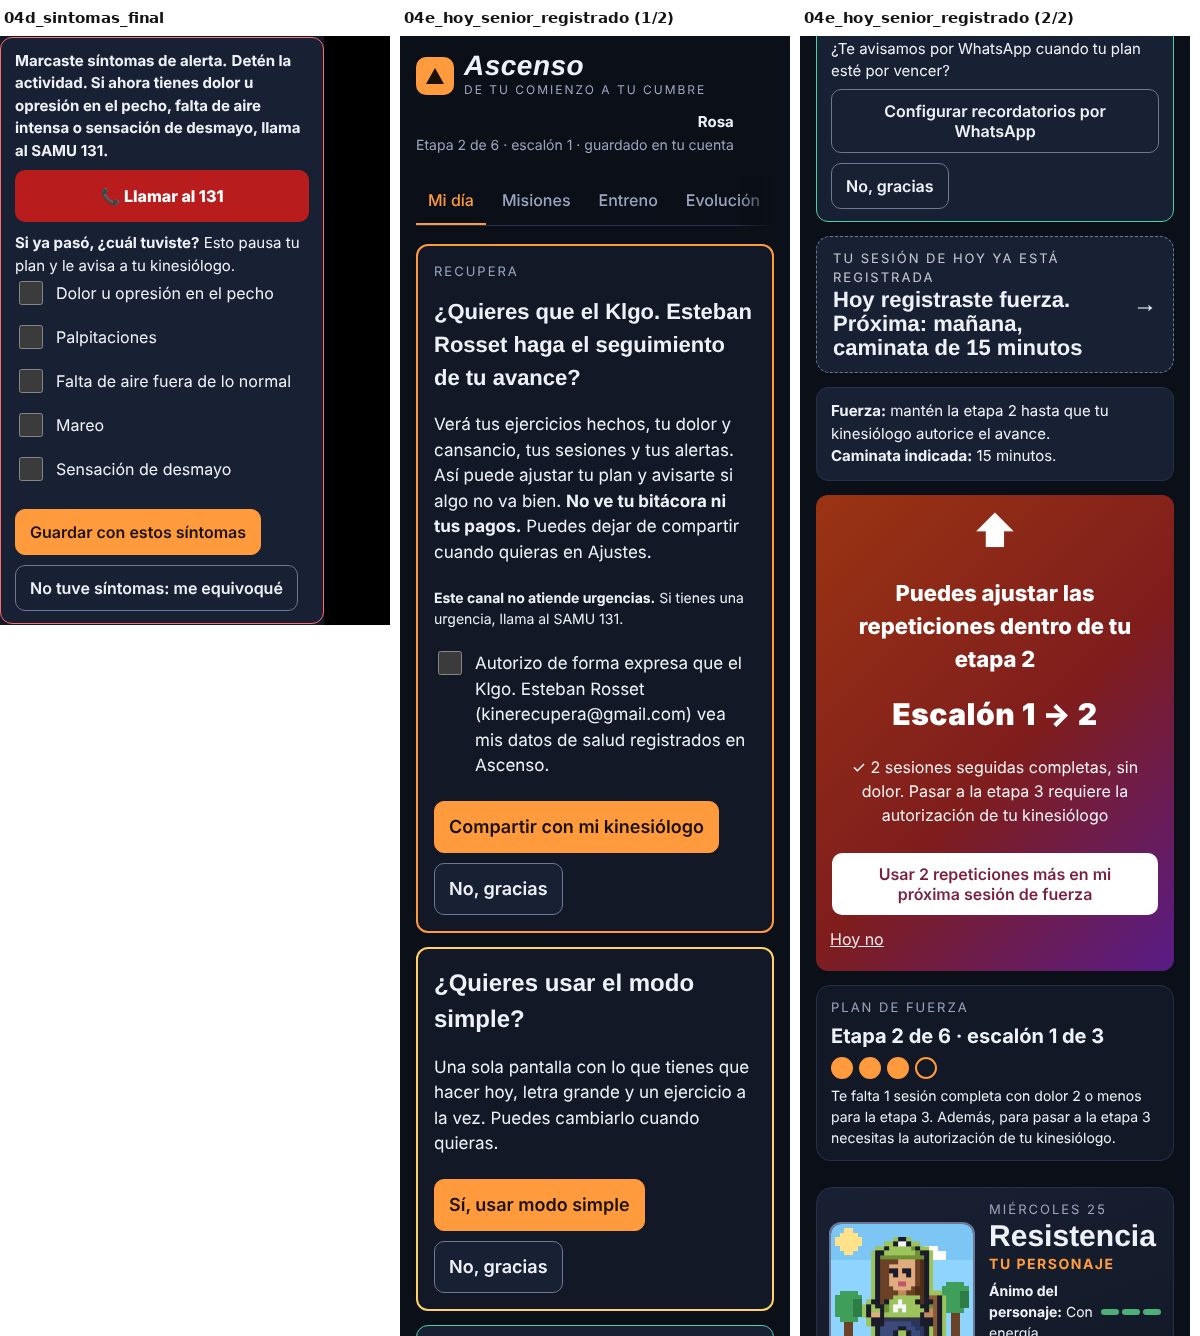 04d_sintomas_final
Marcaste síntomas de alerta. Detén la
actividad. Si ahora tienes dolor u
opresión en el pecho, falta de aire
intensa o sensación de desmayo, llama
al SAMU 131.
📞 Llamar al 131
Si ya pasó, ¿cuál tuviste? Esto pausa tu
plan y le avisa a tu kinesiólogo.
Dolor u opresión en el pecho
Palpitaciones
Falta de aire fuera de lo normal
Mareo
Sensación de desmayo
Guardar con estos síntomas
No tuve síntomas: me equivoqué
04e_hoy_senior_registrado (1/2)
Ascenso
DE TU COMIENZO A TU CUMBRE
Rosa
Etapa 2 de 6 · escalón 1 · guardado en tu cuenta
Mi día Misiones Entreno Evolución
RECUPERA
¿Quieres que el Klgo. Esteban
Rosset haga el seguimiento
de tu avance?
Verá tus ejercicios hechos, tu dolor y
cansancio, tus sesiones y tus alertas.
Así puede ajustar tu plan y avisarte si
algo no va bien. No ve tu bitácora ni
tus pagos. Puedes dejar de compartir
cuando quieras en Ajustes.
Este canal no atiende urgencias. Si tienes una
urgencia, llama al SAMU 131.
Autorizo de forma expresa que el
Klgo. Esteban Rosset
(kinerecupera@gmail.com) vea
mis datos de salud registrados en
Ascenso.
Compartir con mi kinesiólogo
No, gracias
¿Quieres usar el modo
simple?
Una sola pantalla con lo que tienes que
hacer hoy, letra grande y un ejercicio a
la vez. Puedes cambiarlo cuando
quieras.
Sí, usar modo simple
No, gracias
04e_hoy_senior_registrado (2/2)
¿Te avisamos por WhatsApp cuando tu plan
esté por vencer?
Configurar recordatorios por
WhatsApp
No, gracias
TU SESIÓN DE HOY YA ESTÁ
REGISTRADA
Hoy registraste fuerza.
Próxima: mañana,
caminata de 15 minutos
→
Fuerza: mantén la etapa 2 hasta que tu
kinesiólogo autorice el avance.
Caminata indicada: 15 minutos.
Puedes ajustar las
repeticiones dentro de tu
etapa 2
Escalón 1 → 2
✓ 2 sesiones seguidas completas, sin
dolor. Pasar a la etapa 3 requiere la
autorización de tu kinesiólogo
Usar 2 repeticiones más en mi
próxima sesión de fuerza
Hoy no
PLAN DE FUERZA
Etapa 2 de 6 · escalón 1 de 3
Te falta 1 sesión completa con dolor 2 o menos
para la etapa 3. Además, para pasar a la etapa 3
necesitas la autorización de tu kinesiólogo.
MIÉRCOLES 25
Resistencia
TU PERSONAJE
Ánimo del
personaje: Con
energía